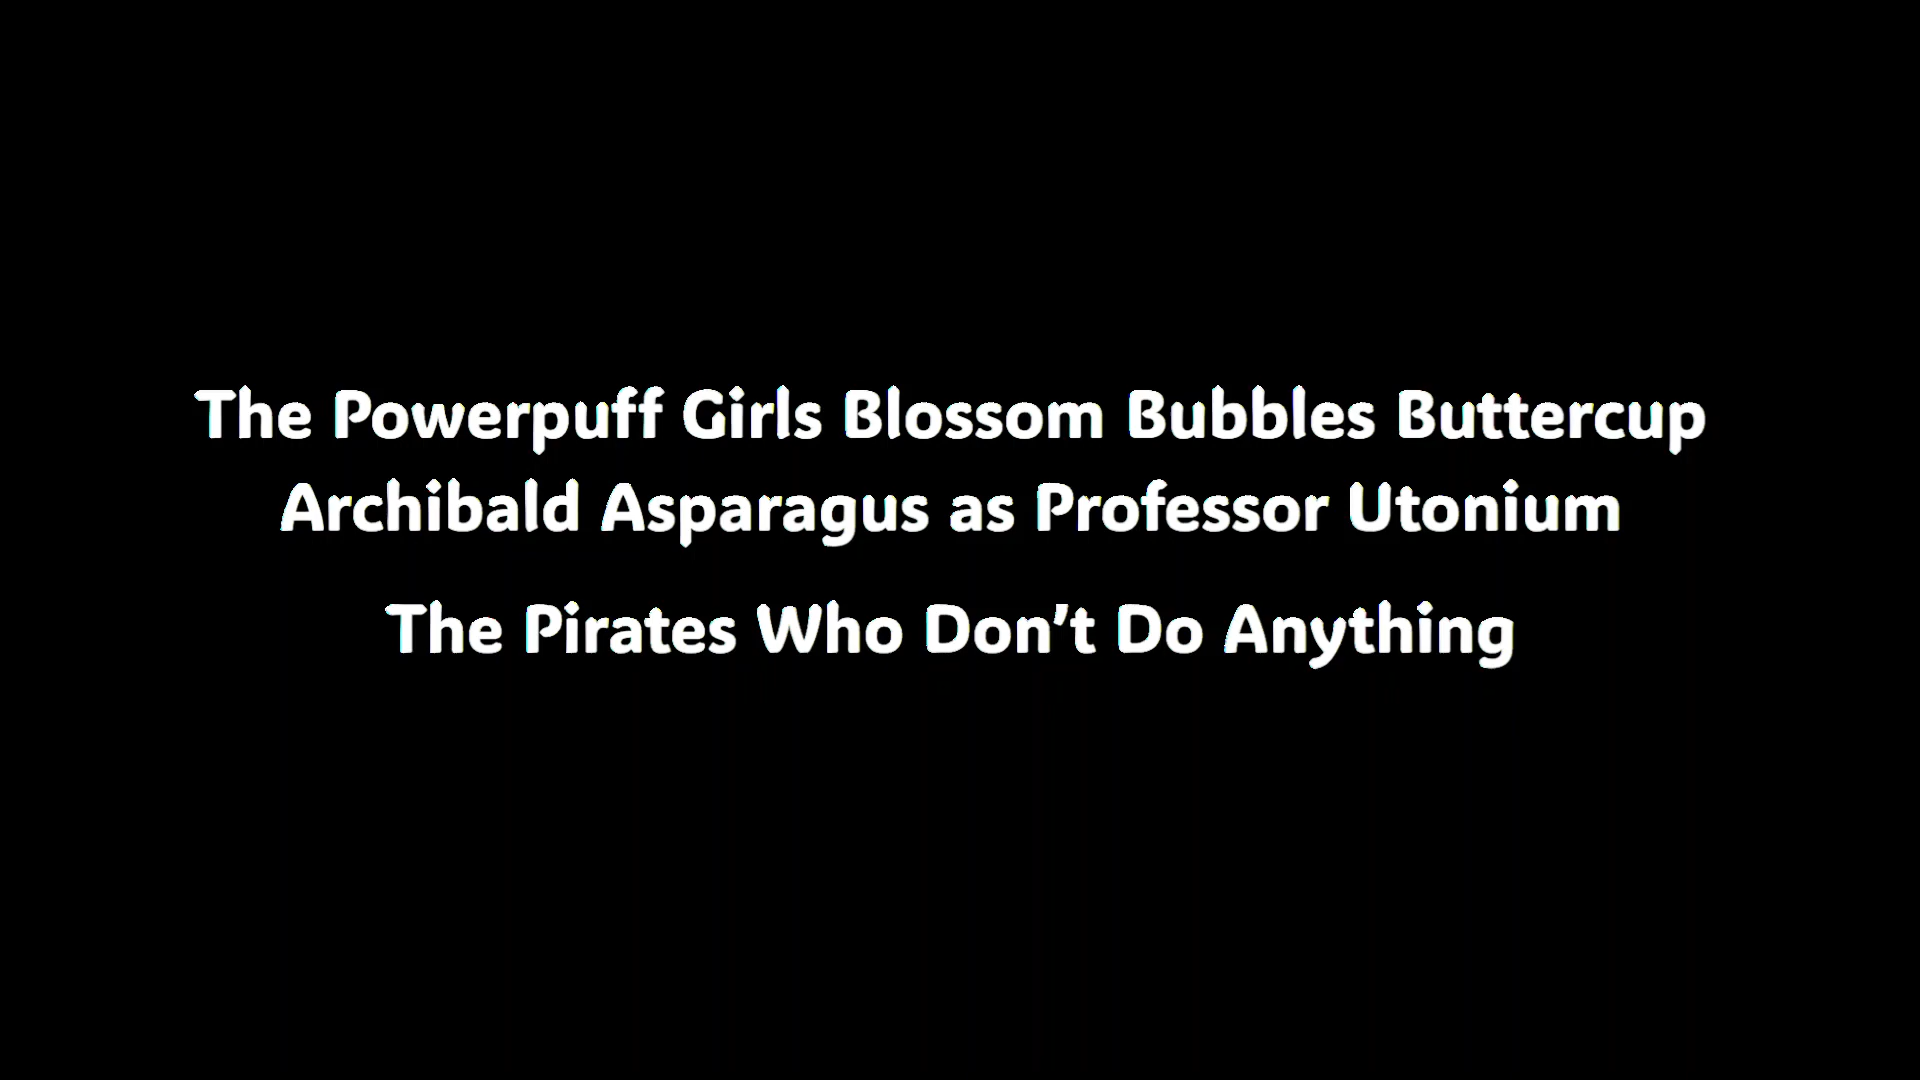 The Powerpuff Girls Blossom Bubbles Buttercup
Archibald Asparagus as Professor Utonium
The Pirates Who Don’t Do Anything